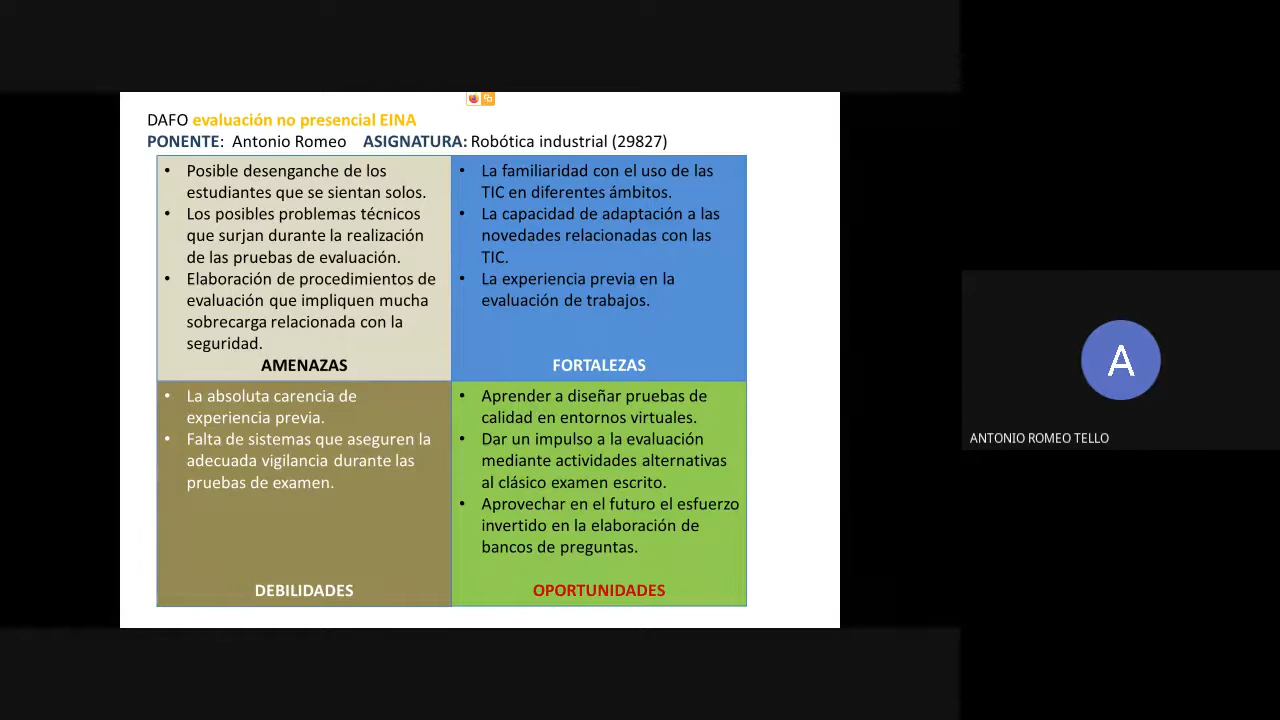 DAFO evaluación no presencial EINA
PONENTE: Antonio Romeo ASIGNATURA: Robótica industrial (29827)
• Posible desenganche de los
estudiantes que se sientan solos.
• Los posibles problemas técnicos
que surjan durante la realización
de las pruebas de evaluación.
• Elaboración de procedimientos de
evaluación que impliquen mucha
sobrecarga relacionada con la
seguridad.
AMENAZAS
• La familiaridad con el uso de las
TIC en diferentes ámbitos.
• La capacidad de adaptación a las
novedades relacionadas con las
TIC.
• La experiencia previa en la
evaluación de trabajos.
FORTALEZAS
• La absoluta carencia de
experiencia previa.
• Falta de sistemas que aseguren la
adecuada vigilancia durante las
pruebas de examen.
DEBILIDADES
• Aprender a diseñar pruebas de
calidad en entornos virtuales.
• Dar un impulso a la evaluación
mediante actividades alternativas
al clásico examen escrito.
• Aprovechar en el futuro el esfuerzo
invertido en la elaboración de
bancos de preguntas.
OPORTUNIDADES
A
ANTONIO ROMEO TELLO